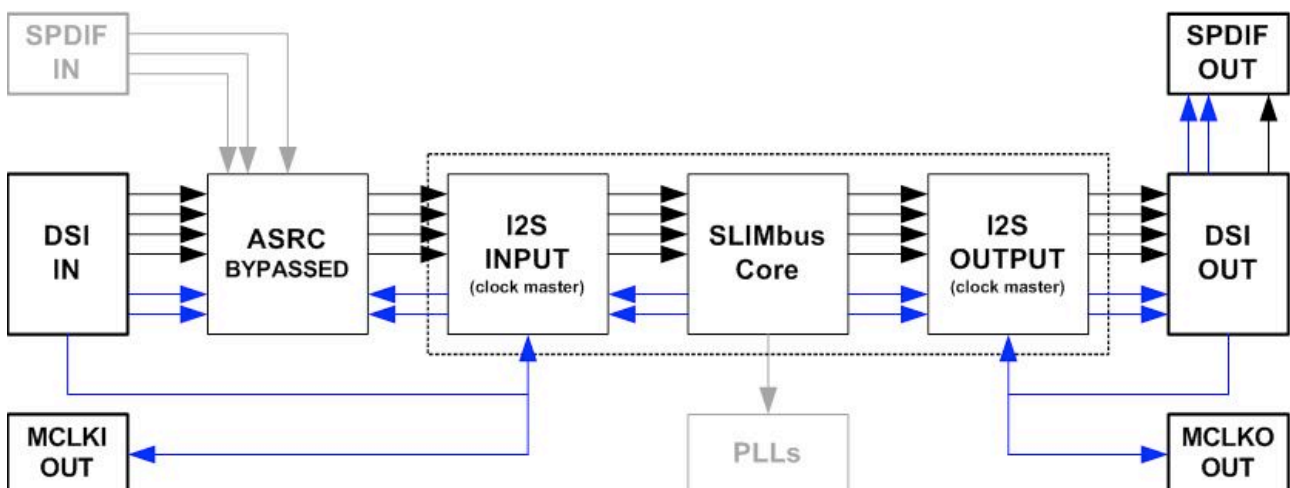 SPDIF
IN
SPDIF
OUT
DSI
IN
ASRC
BYPASSED
I2S
INPUT
(clock master)
SLIMbus
Core
I2S
OUTPUT
(clock master)
DSI
OUT
MCLKI
OUT
PLLs
MCLKO
OUT